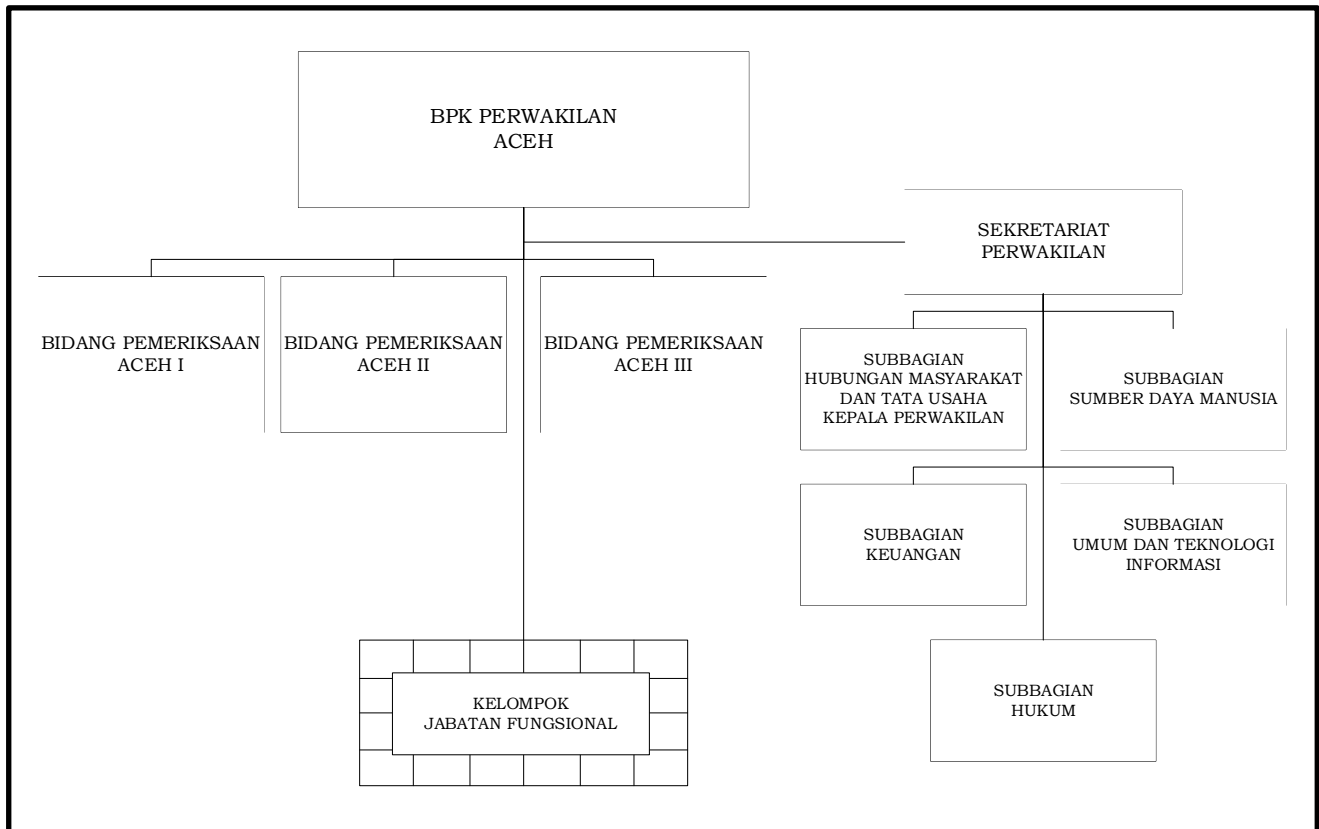 BPK PERWAKILAN
ACEH
SEKRETARIAT
PERWAKILAN
BIDANG PEMERIKSAAN
ACEH I
BIDANG PEMERIKSAAN
ACEH II
BIDANG PEMERIKSAAN
ACEH III
SUBBAGIAN
HUBUNGAN MASYARAKAT
DAN TATA USAHA
KEPALA PERWAKILAN
SUBBAGIAN
SUMBER DAYA MANUSIA
SUBBAGIAN
KEUANGAN
SUBBAGIAN
UMUM DAN TEKNOLOGI
INFORMASI
KELOMPOK
JABATAN FUNGSIONAL
SUBBAGIAN
HUKUM